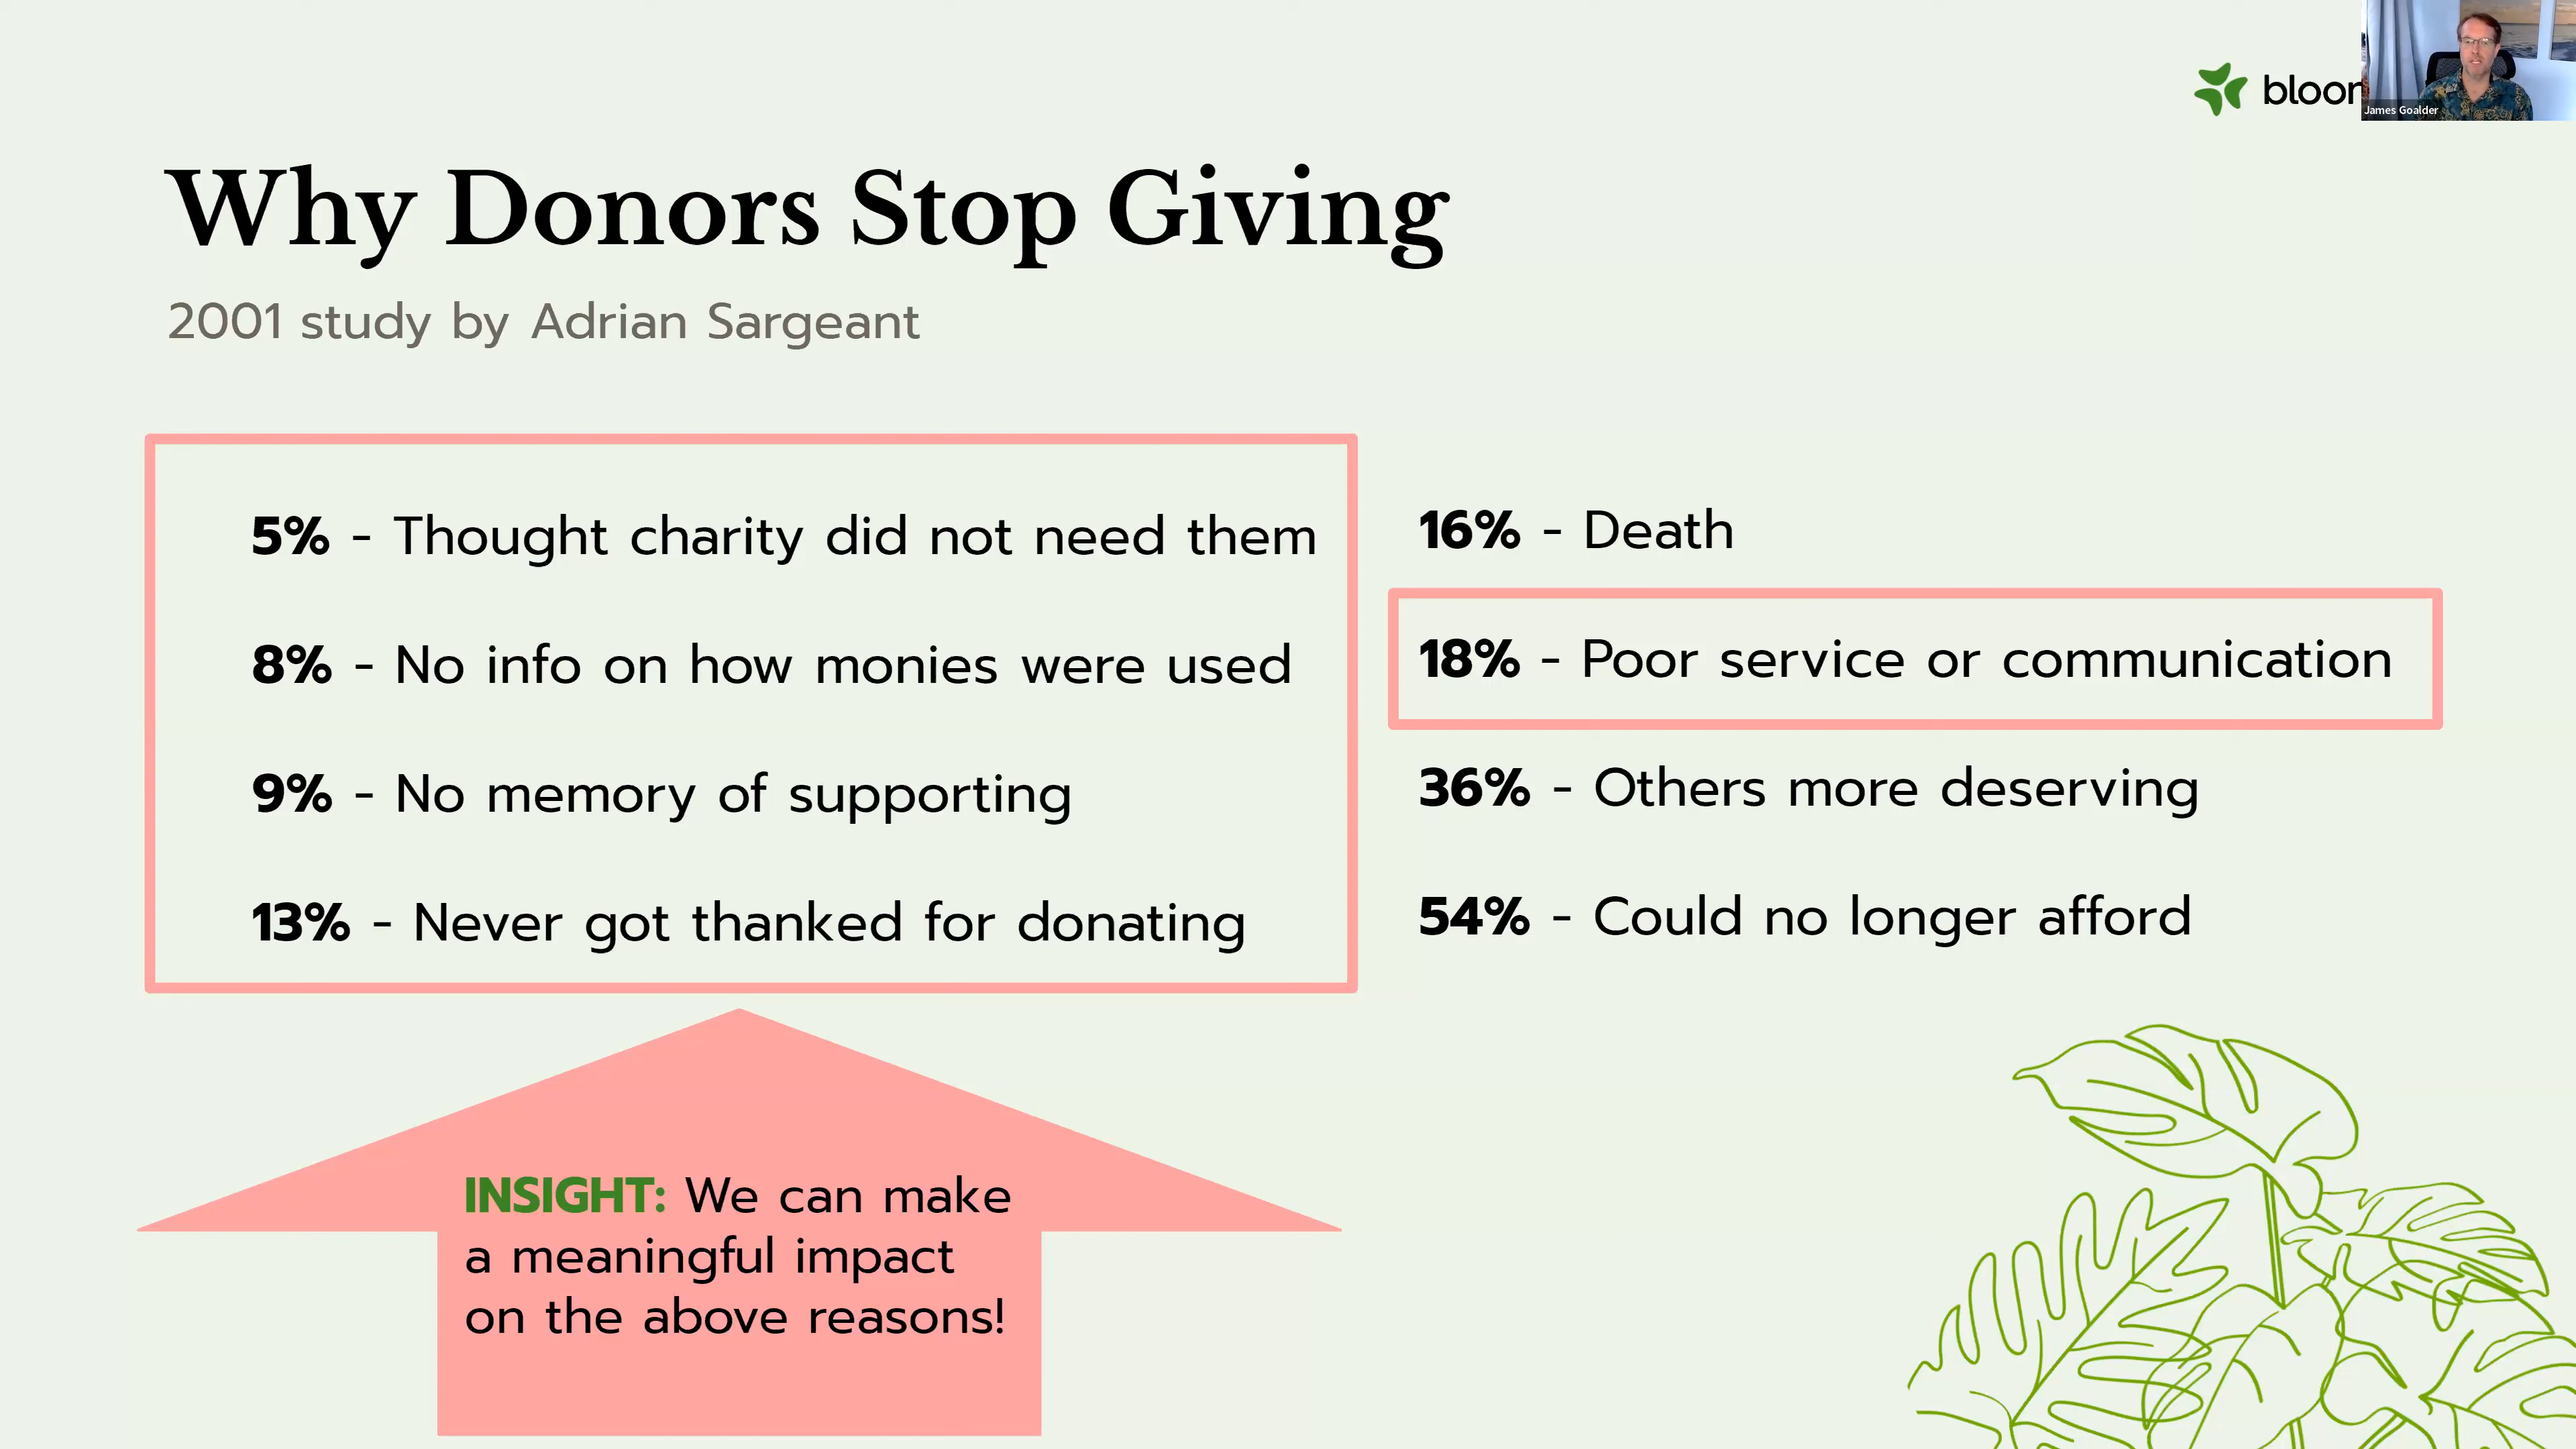 bloor
James Goalder
Why Donors Stop Giving
2001 study by Adrian Sargeant
5% - Thought charity did not need them
8% - No info on how monies were used
9% - No memory of supporting
13% - Never got thanked for donating
16% - Death
18% - Poor service or communication
36% - Others more deserving
54% - Could no longer afford
INSIGHT: We can make
a meaningful impact
on the above reasons!